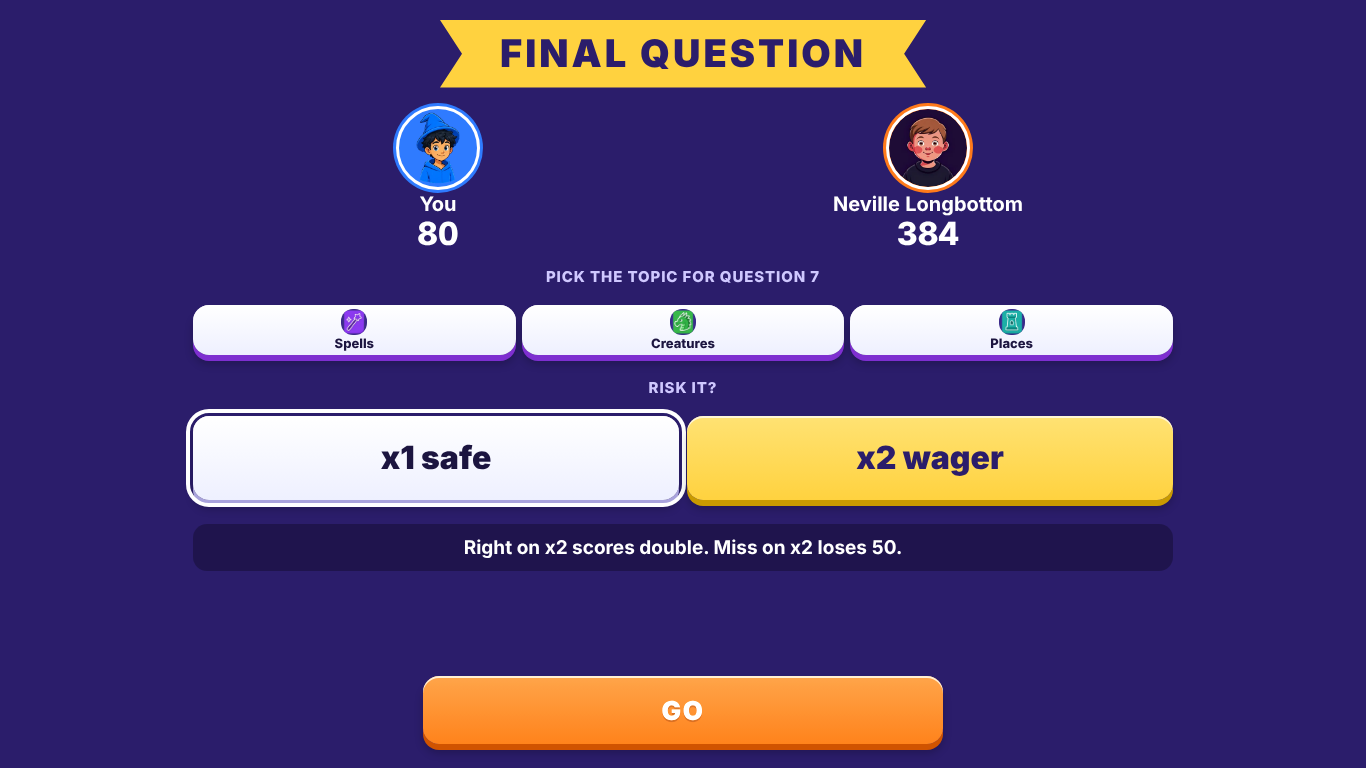 FINAL QUESTION
You
80
Neville Longbottom
384
PICK THE TOPIC FOR QUESTION 7
Spells
Creatures
Places
RISK IT?
x1 safe
x2 wager
Right on x2 scores double. Miss on x2 loses 50.
GO